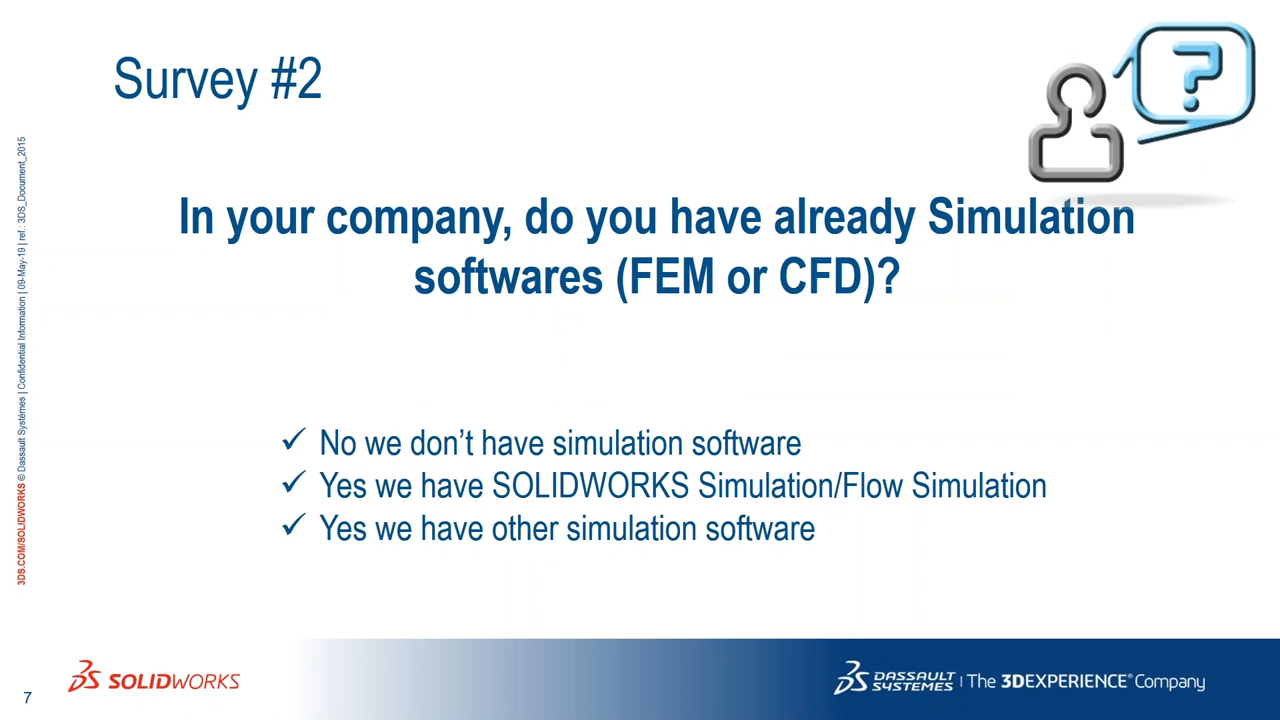 Survey #2
?
In your company, do you have already Simulation
softwares (FEM or CFD)?
✓ No we don’t have simulation software
✓ Yes we have SOLIDWORKS Simulation/Flow Simulation
✓ Yes we have other simulation software
3DS.COM/SOLIDWORKS © Dassault Systèmes | Confidential Information | 09-May-19 | ref.: 3DS_Document_2015
SOLIDWORKS
DASSAULT
SYSTEMES | The 3DEXPERIENCE® Company
7